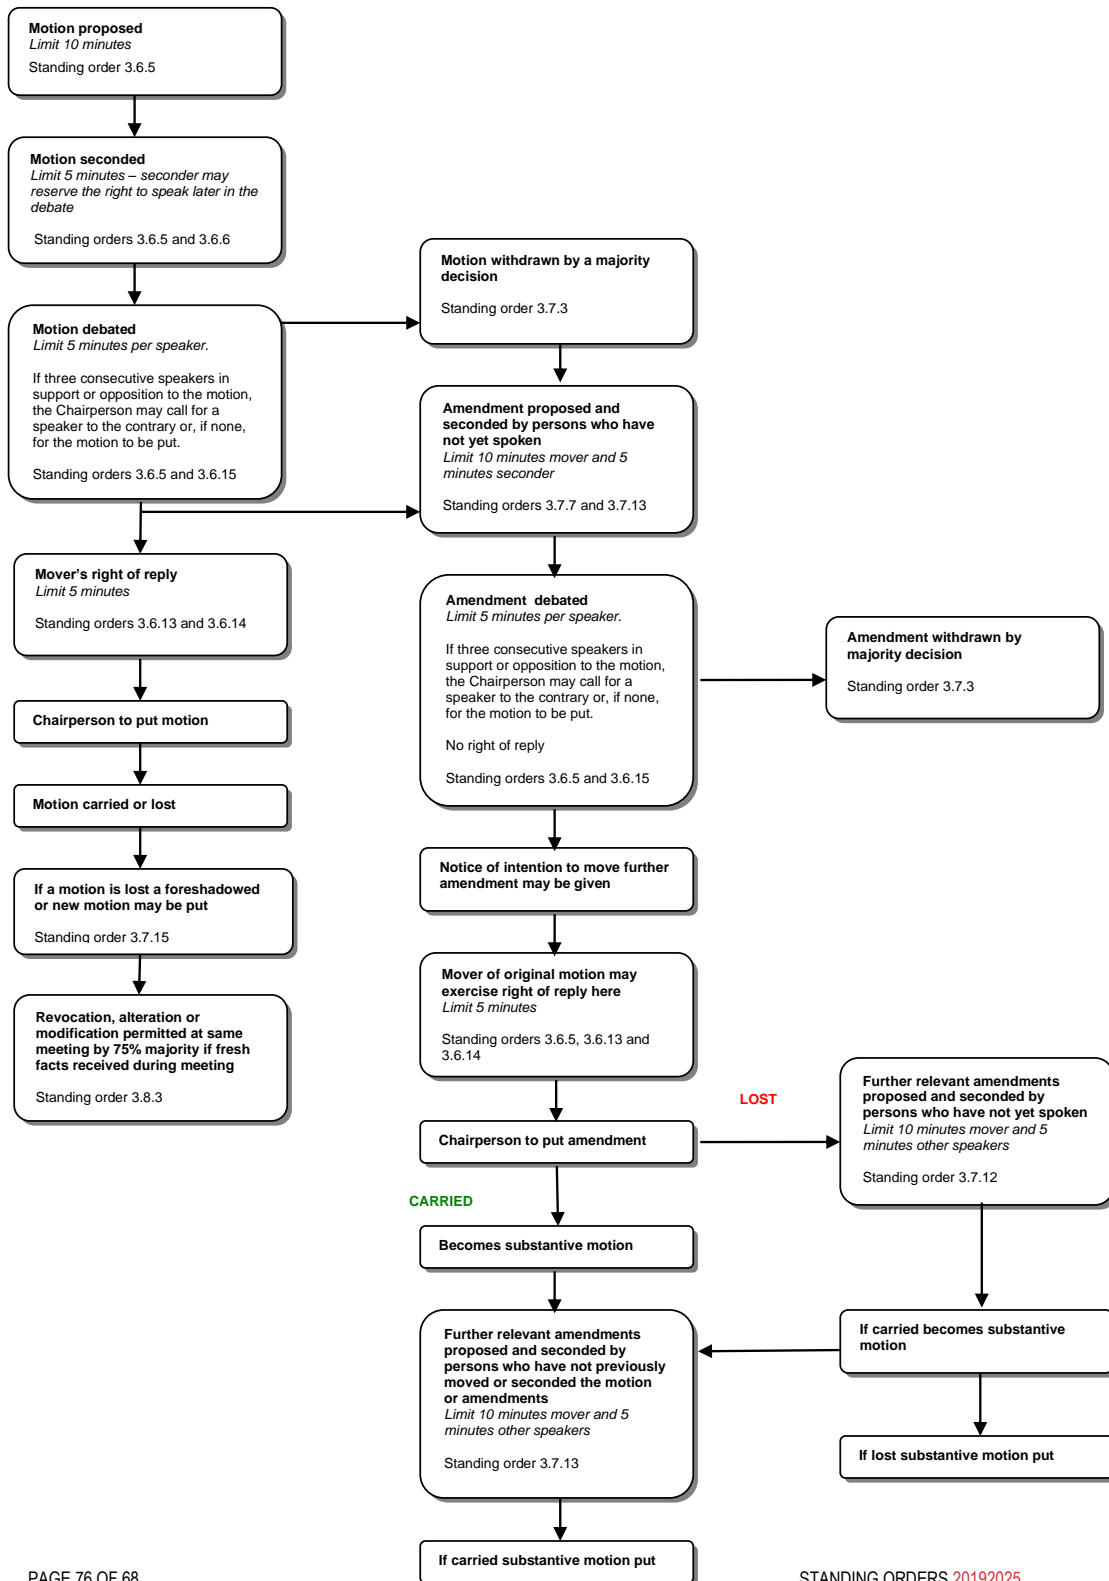 Motion proposed
Limit 10 minutes
Standing order 3.6.5
Motion seconded
Limit 5 minutes – seconder may
reserve the right to speak later in the
debate
Standing orders 3.6.5 and 3.6.6
Motion debated
Limit 5 minutes per speaker.
If three consecutive speakers in
support or opposition to the motion,
the Chairperson may call for a
speaker to the contrary or, if none,
for the motion to be put.
Standing orders 3.6.5 and 3.6.15
Mover's right of reply
Limit 5 minutes
Standing orders 3.6.13 and 3.6.14
Chairperson to put motion
Motion carried or lost
If a motion is lost a foreshadowed
or new motion may be put
Standing order 3.7.15
Revocation, alteration or
modification permitted at same
meeting by 75% majority if fresh
facts received during meeting
Standing order 3.8.3
Motion withdrawn by a majority
decision
Standing order 3.7.3
Amendment proposed and
seconded by persons who have
not yet spoken
Limit 10 minutes mover and 5
minutes seconder
Standing orders 3.7.7 and 3.7.13
Amendment debated
Limit 5 minutes per speaker.
If three consecutive speakers in
support or opposition to the motion,
the Chairperson may call for a
speaker to the contrary or, if none,
for the motion to be put.
No right of reply
Standing orders 3.6.5 and 3.6.15
Amendment withdrawn by
majority decision
Standing order 3.7.3
Notice of intention to move further
amendment may be given
Mover of original motion may
exercise right of reply here
Limit 5 minutes
Standing orders 3.6.5, 3.6.13 and
3.6.14
Chairperson to put amendment
LOST
Further relevant amendments
proposed and seconded by
persons who have not yet spoken
Limit 10 minutes mover and 5
minutes other speakers
Standing order 3.7.12
CARRIED
Becomes substantive motion
Further relevant amendments
proposed and seconded by
persons who have not previously
moved or seconded the motion
or amendments
Limit 10 minutes mover and 5
minutes other speakers
Standing order 3.7.13
If carried becomes substantive
motion
If lost substantive motion put
If carried substantive motion put
PAGE 76 OF 68
STANDING ORDERS 20192025